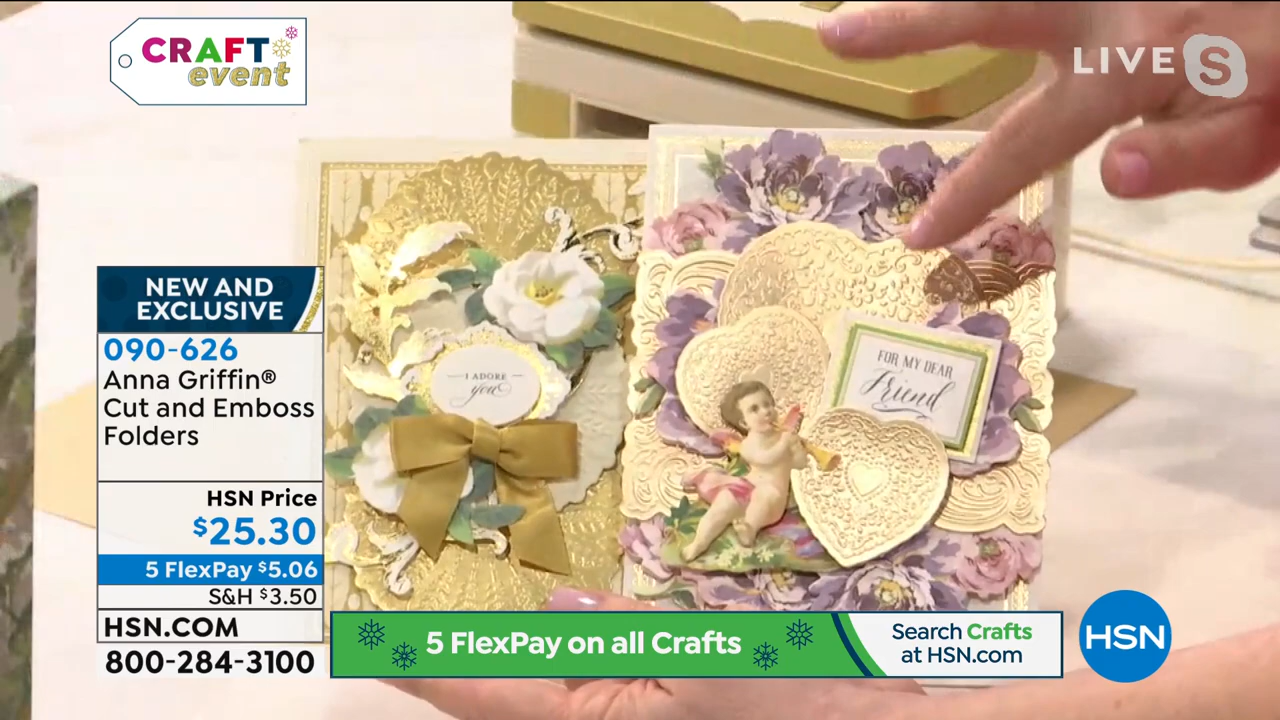 CRAFT
event
LIVE S
NEW AND
EXCLUSIVE
090-626
Anna Griffin®
Cut and Emboss
Folders
HSN Price
$25.30
5 FlexPay $5.06
S&H $3.50
HSN.COM
800-284-3100
I ADORE
you
FOR MY DEAR
Friend
5 FlexPay on all Crafts
Search Crafts
at HSN.com
HSN